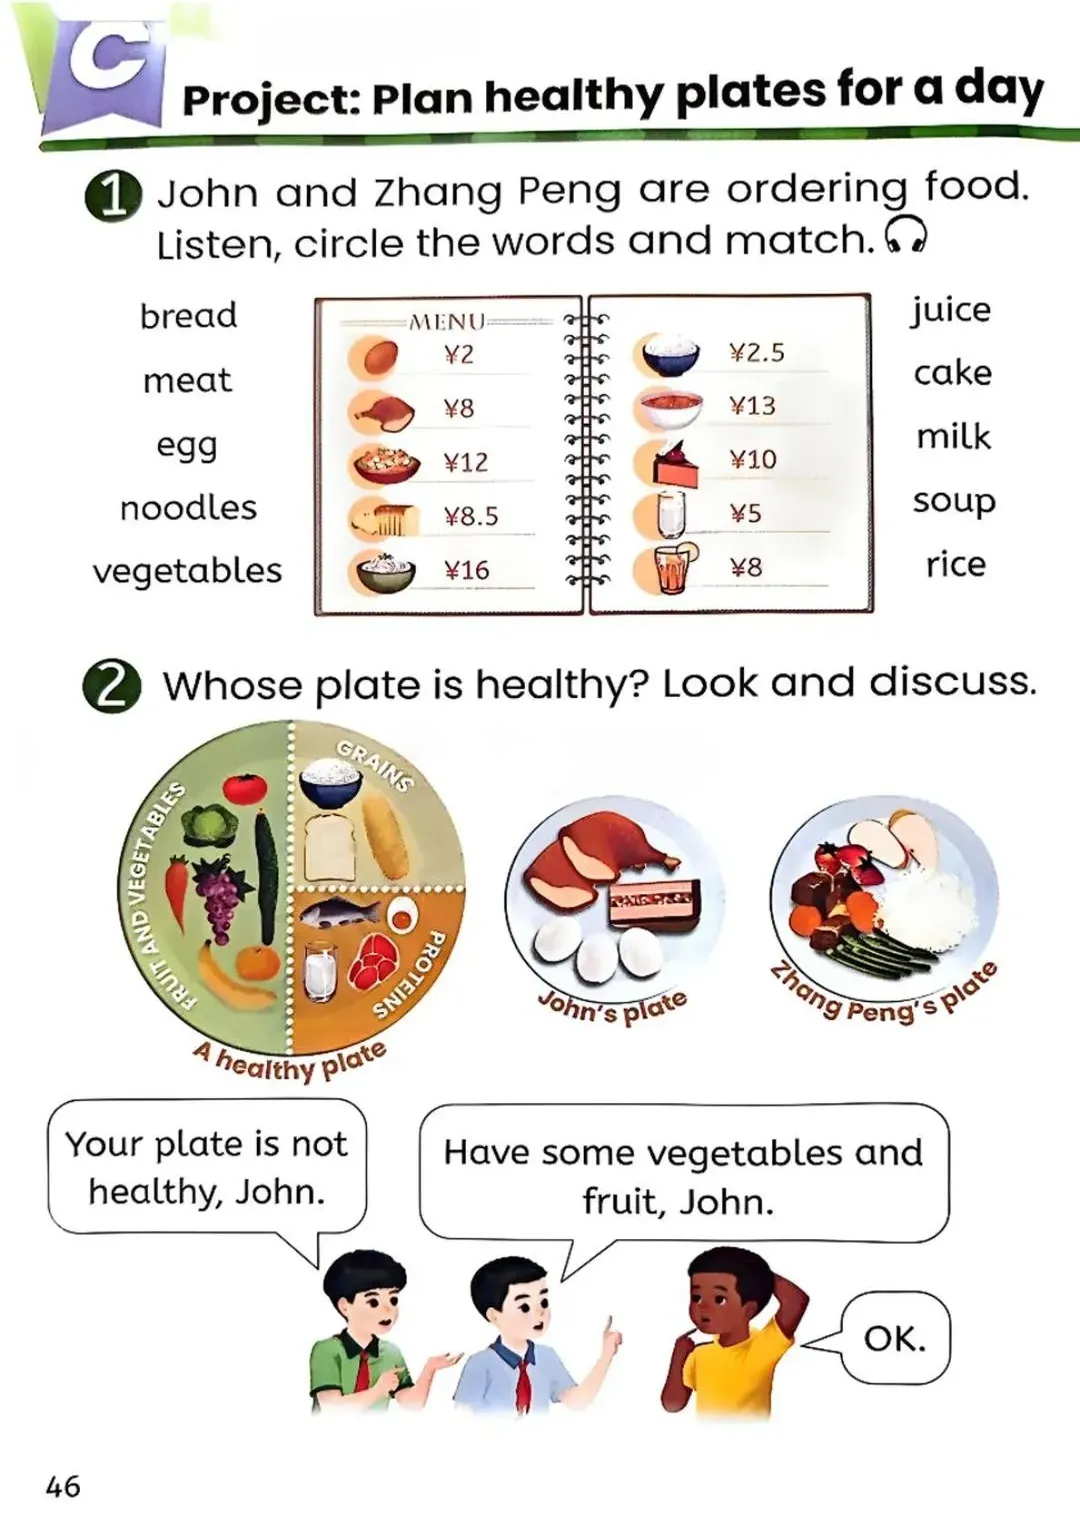 C
Project: Plan healthy plates for a day
1 John and Zhang Peng are ordering food.
Listen, circle the words and match.
bread
meat
egg
noodles
vegetables
MENU
¥2
¥8
¥12
¥8.5
¥16
¥2.5
¥13
¥10
¥5
¥8
juice
cake
milk
soup
rice
2 Whose plate is healthy? Look and discuss.
FRUIT AND VEGETABLES
GRAINS
PROTEINS
A healthy plate
John's plate
Zhang Peng's plate
Your plate is not
healthy, John.
Have some vegetables and
fruit, John.
OK.
46